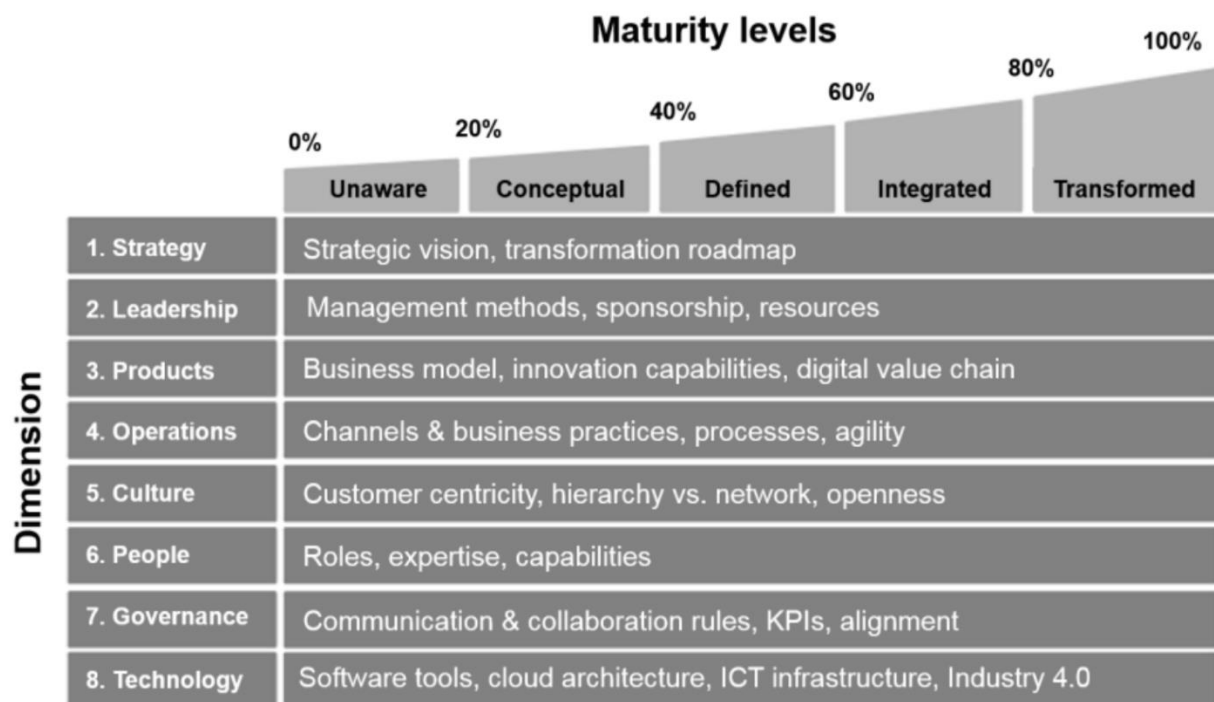 Maturity levels
0%
20%
40%
60%
80%
100%
Unaware
Conceptual
Defined
Integrated
Transformed
Dimension
1. Strategy
Strategic vision, transformation roadmap
2. Leadership
Management methods, sponsorship, resources
3. Products
Business model, innovation capabilities, digital value chain
4. Operations
Channels & business practices, processes, agility
5. Culture
Customer centricity, hierarchy vs. network, openness
6. People
Roles, expertise, capabilities
7. Governance
Communication & collaboration rules, KPIs, alignment
8. Technology
Software tools, cloud architecture, ICT infrastructure, Industry 4.0